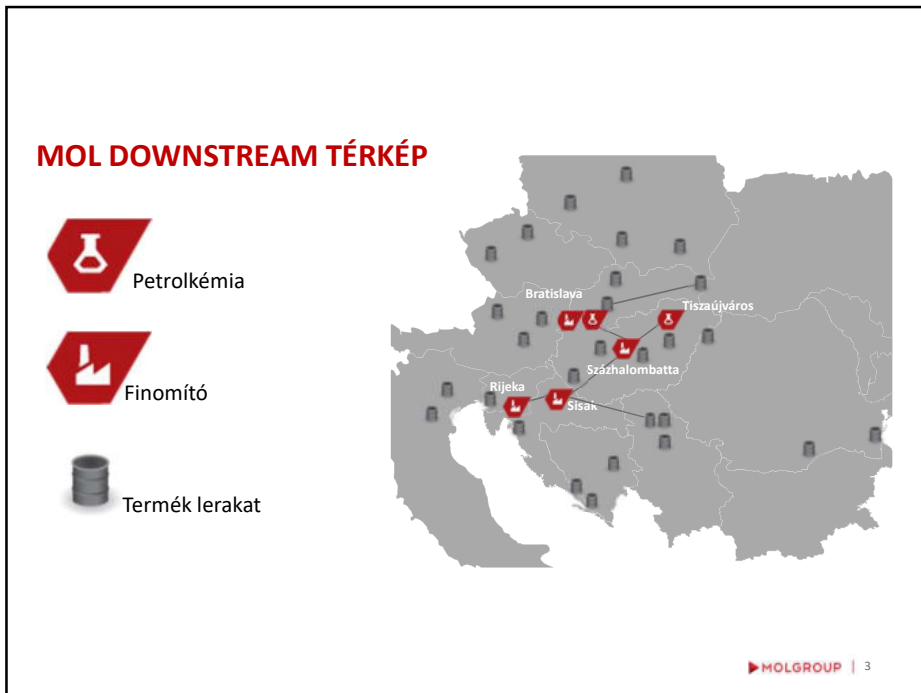 MOL DOWNSTREAM TÉRKÉP
Petrolkémia
Finomító
Termék lerakat
Bratislava
Tiszaújváros
Százhalombatta
Rijeka
Sisak
MOLGROUP | 3